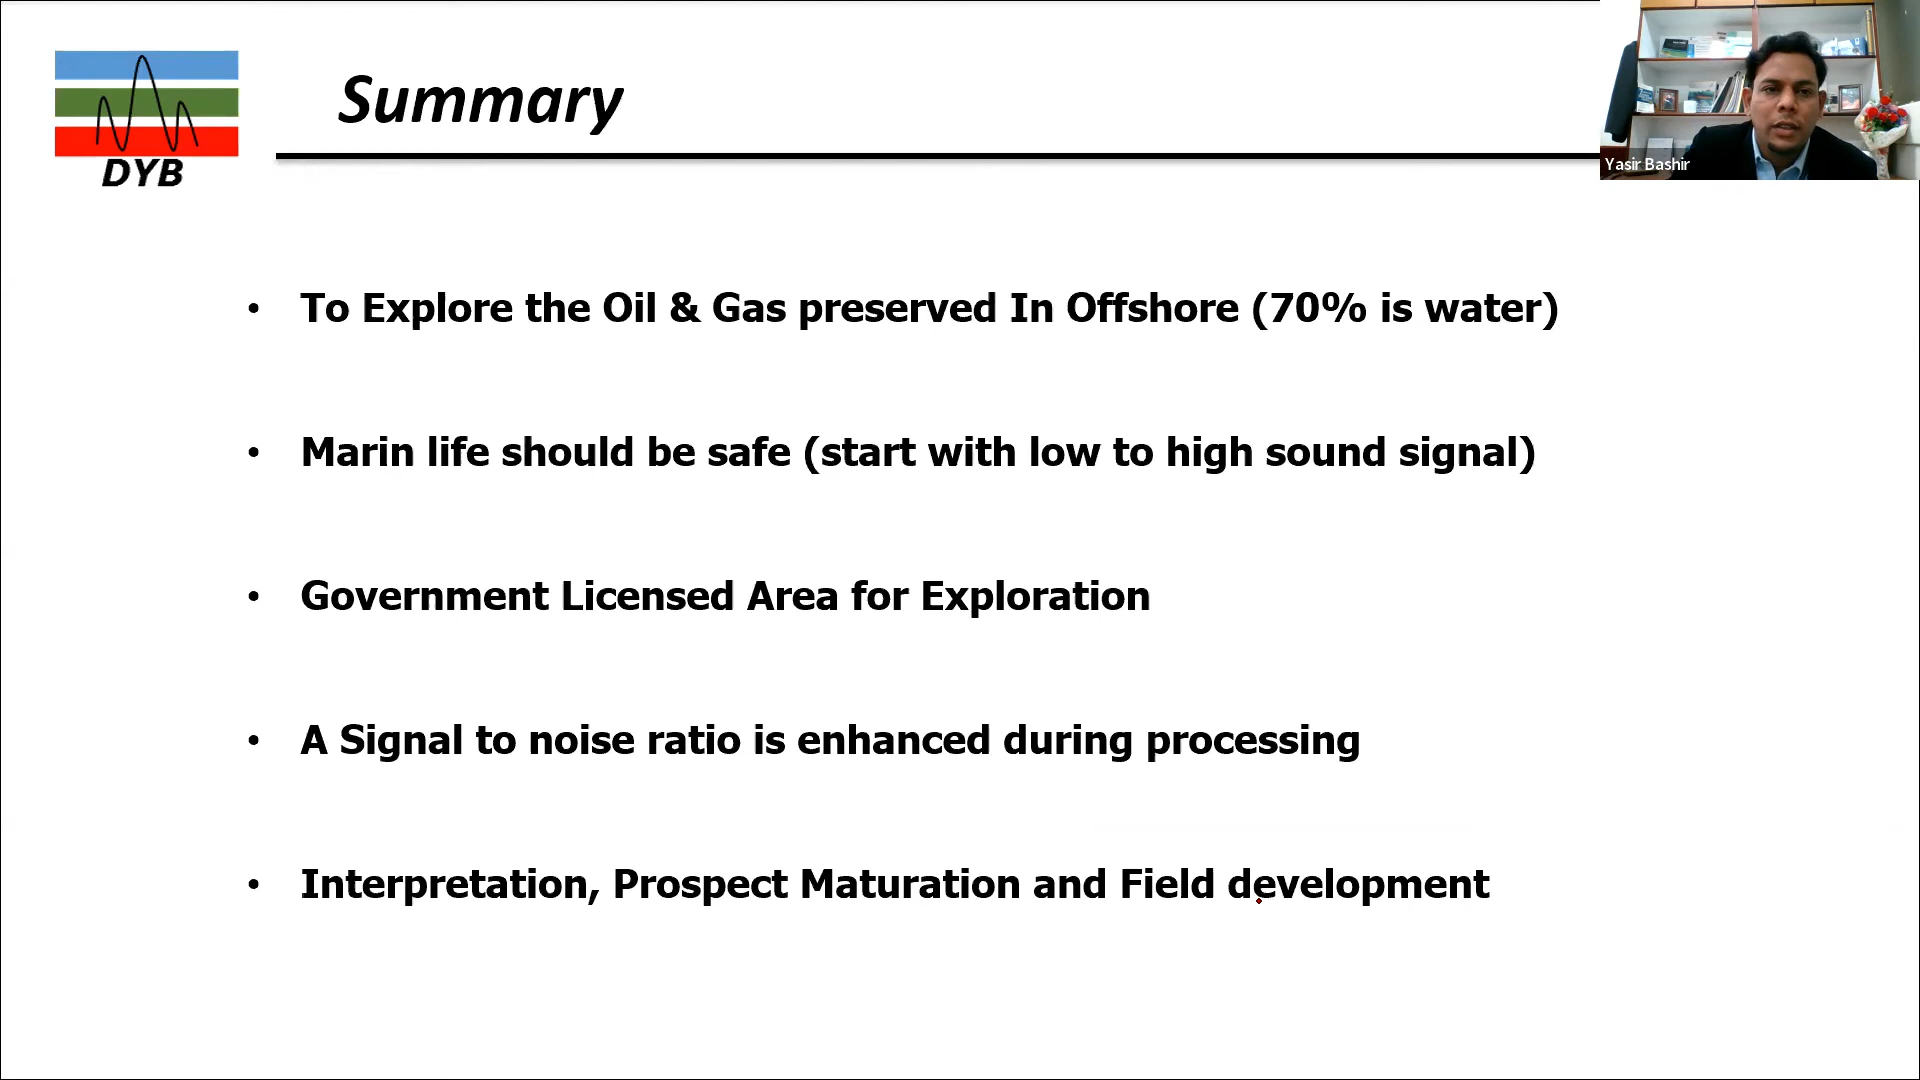 Summary
DYB
Yasir Bashir
• To Explore the Oil & Gas preserved In Offshore (70% is water)
• Marin life should be safe (start with low to high sound signal)
• Government Licensed Area for Exploration
• A Signal to noise ratio is enhanced during processing
• Interpretation, Prospect Maturation and Field development